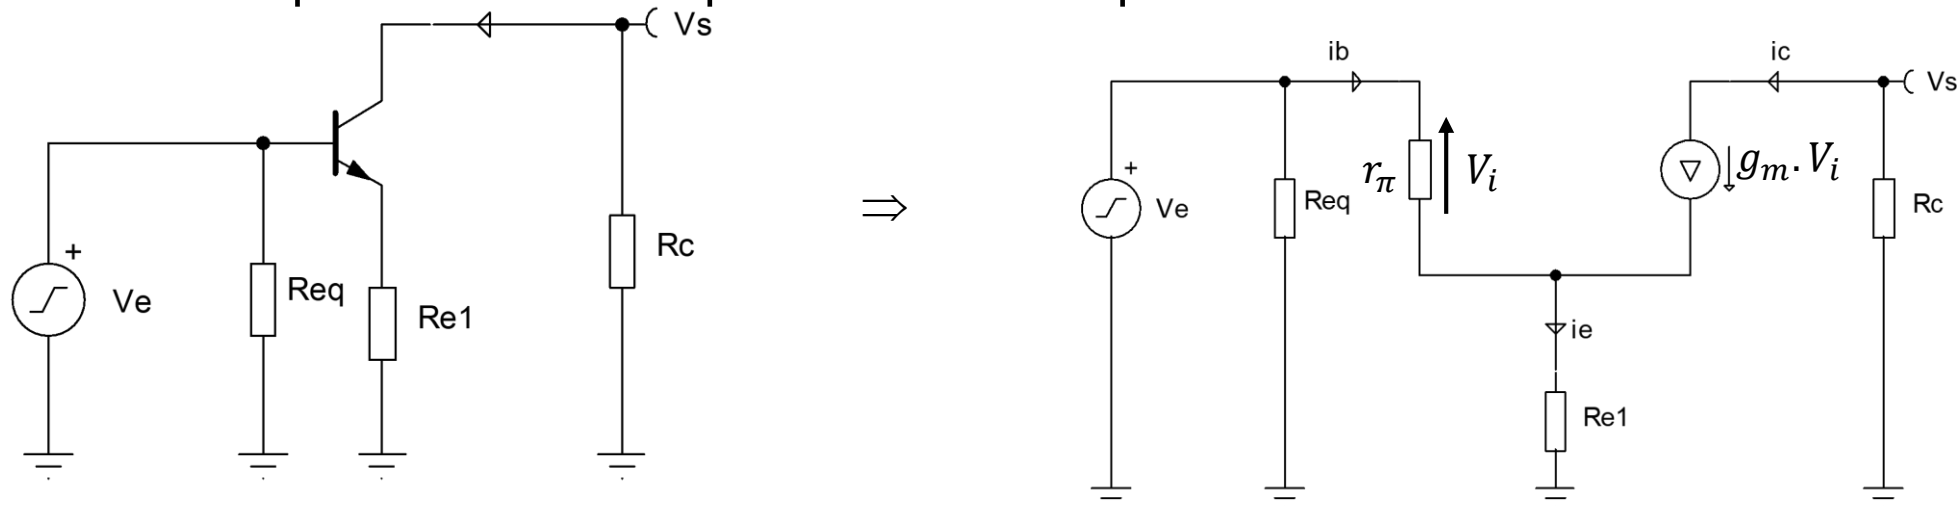 Vs
+
Ve
Req
Re1
Rc
⇒
ib
ic
Vs
+
Ve
Req
rπ
Vi
gm.Vi
Rc
ie
Re1